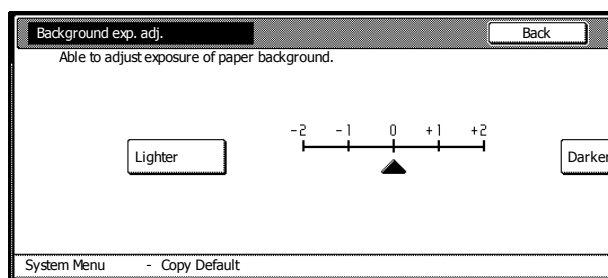 Background exp. adj. Back
Able to adjust exposure of paper background.
-2 -1 0 +1 +2
Lighter Darker
System Menu - Copy Default